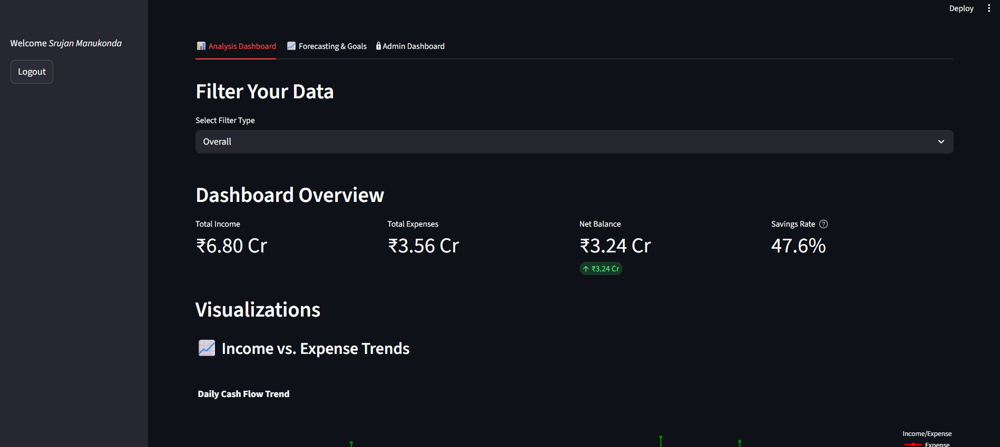 Deploy
Welcome Srujan Manukonda
Logout
Analysis Dashboard
Forecasting & Goals
Admin Dashboard
Filter Your Data
Select Filter Type
Overall
Dashboard Overview
Total Income
₹6.80 Cr
Total Expenses
₹3.56 Cr
Net Balance
₹3.24 Cr
↑ ₹3.24 Cr
Savings Rate
47.6%
Visualizations
Income vs. Expense Trends
Daily Cash Flow Trend
Income/Expense
Expense